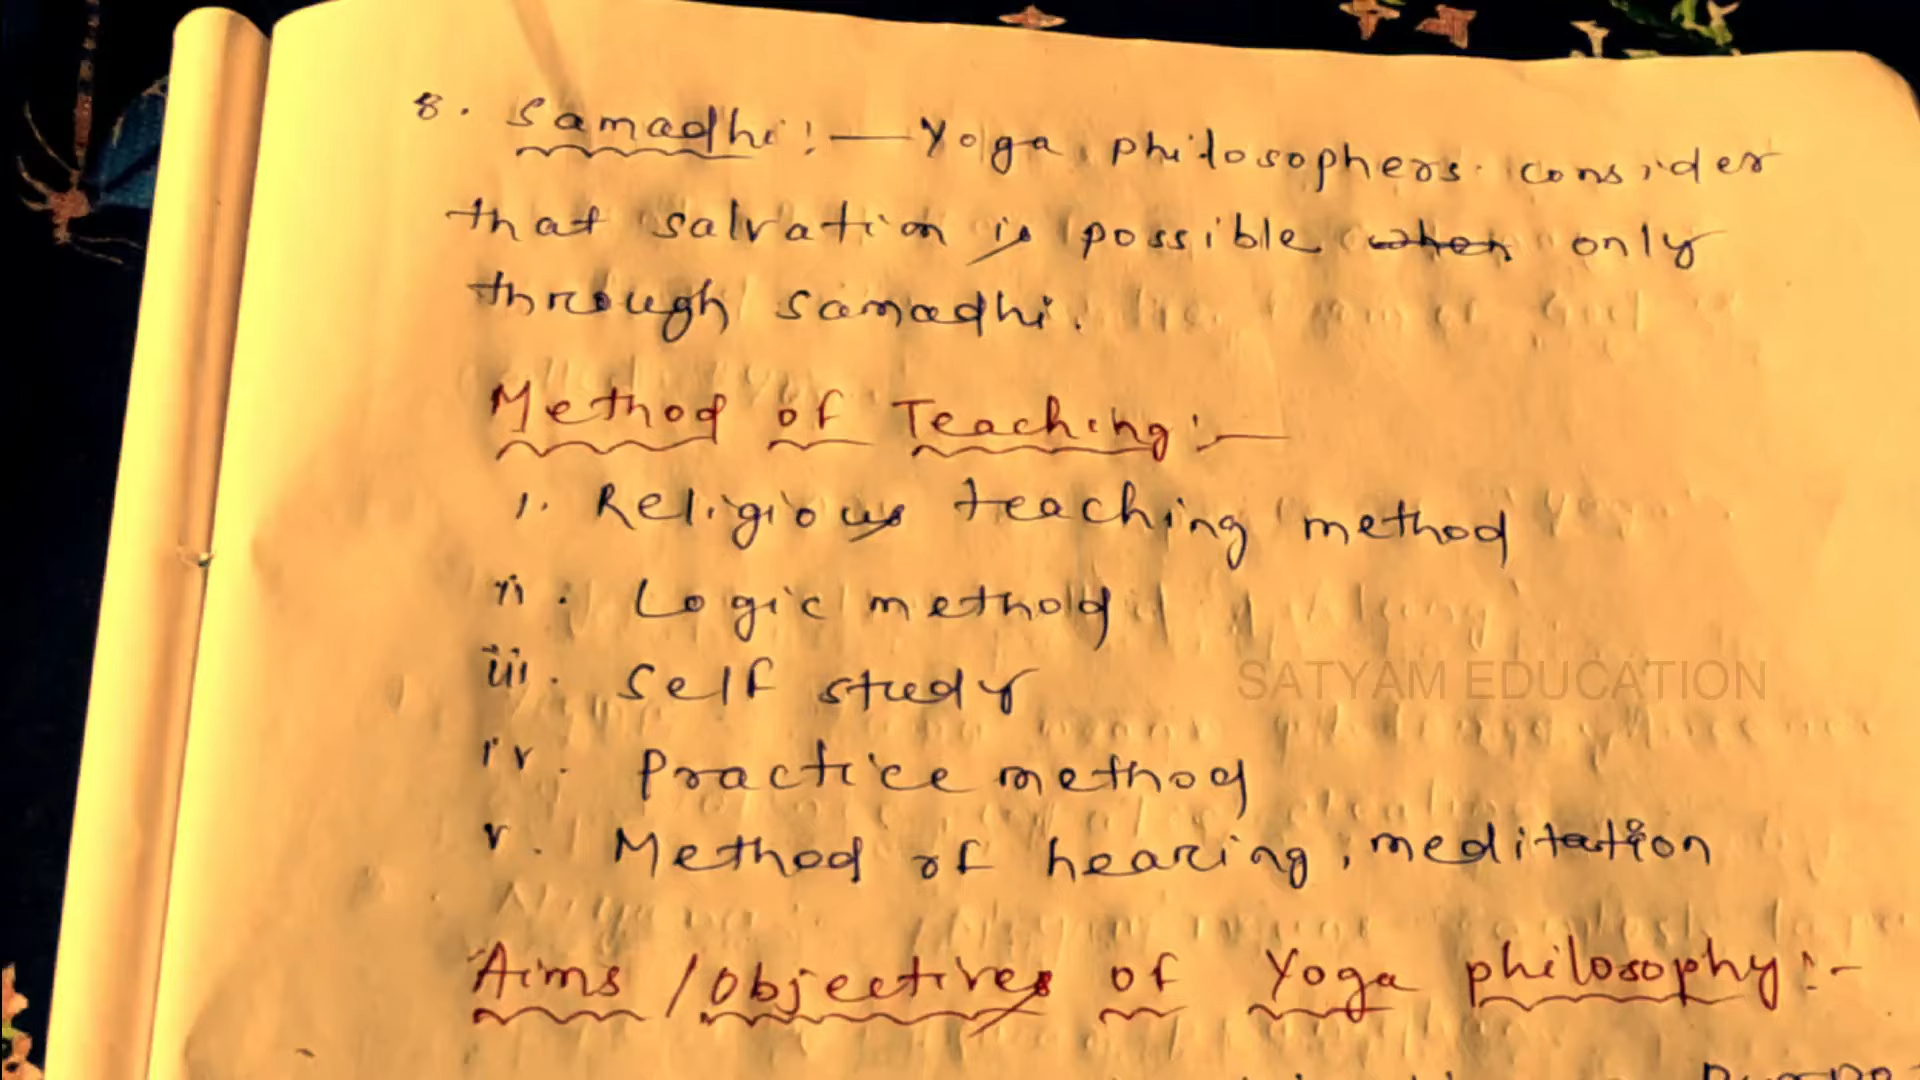 8. Samadhi:— Yoga philosophers consider
that salvation is possible when only
through samadhi.
Method of Teaching:—
i. Religious teaching method
ii. Logic method
iii. Self study
iv. Practice method
v. Method of hearing, meditation
SATYAM EDUCATION
Aims / Objectives of Yoga philosophy:-